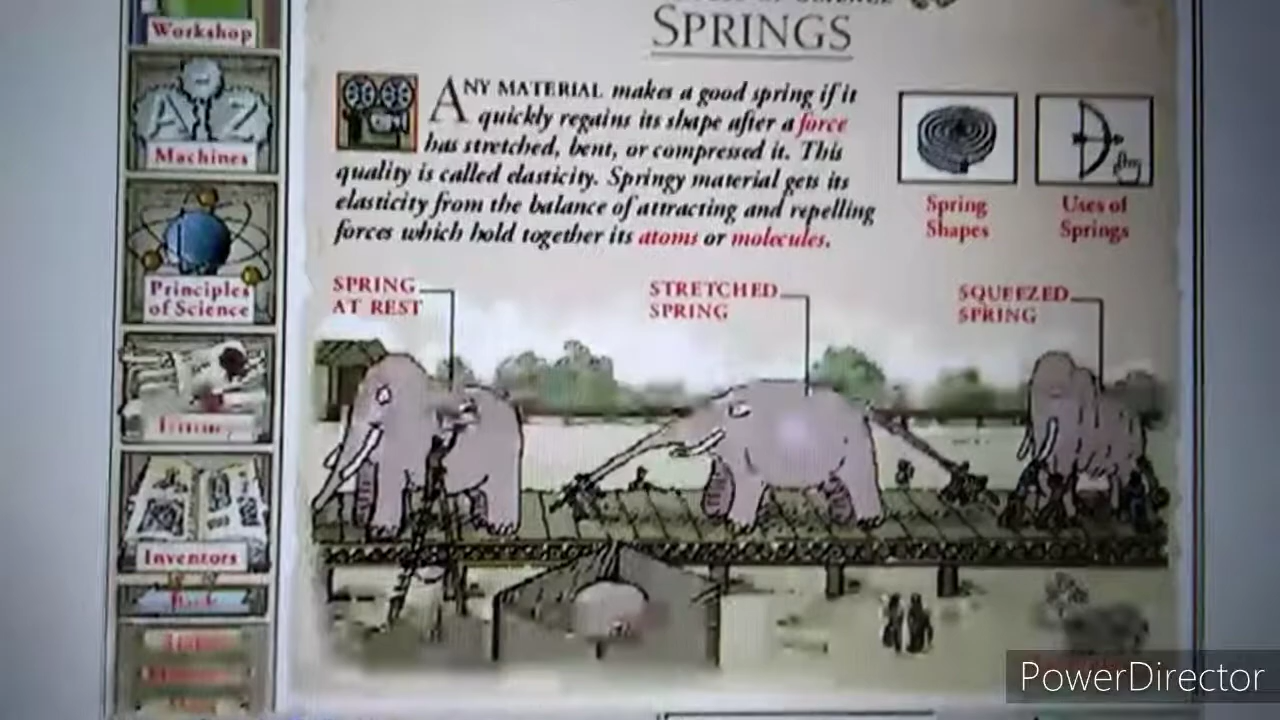 SPRINGS
Workshop
ANY MATERIAL makes a good spring if it
quickly regains its shape after a force
has stretched, bent, or compressed it. This
quality is called elasticity. Springy material gets its
elasticity from the balance of attracting and repelling
forces which hold together its atoms or molecules.
A Z
Machines
Spring
Shapes
Uses of
Springs
Principles
of Science
SPRING
AT REST
STRETCHED
SPRING
SQUEEZED
SPRING
Inventors
PowerDirector